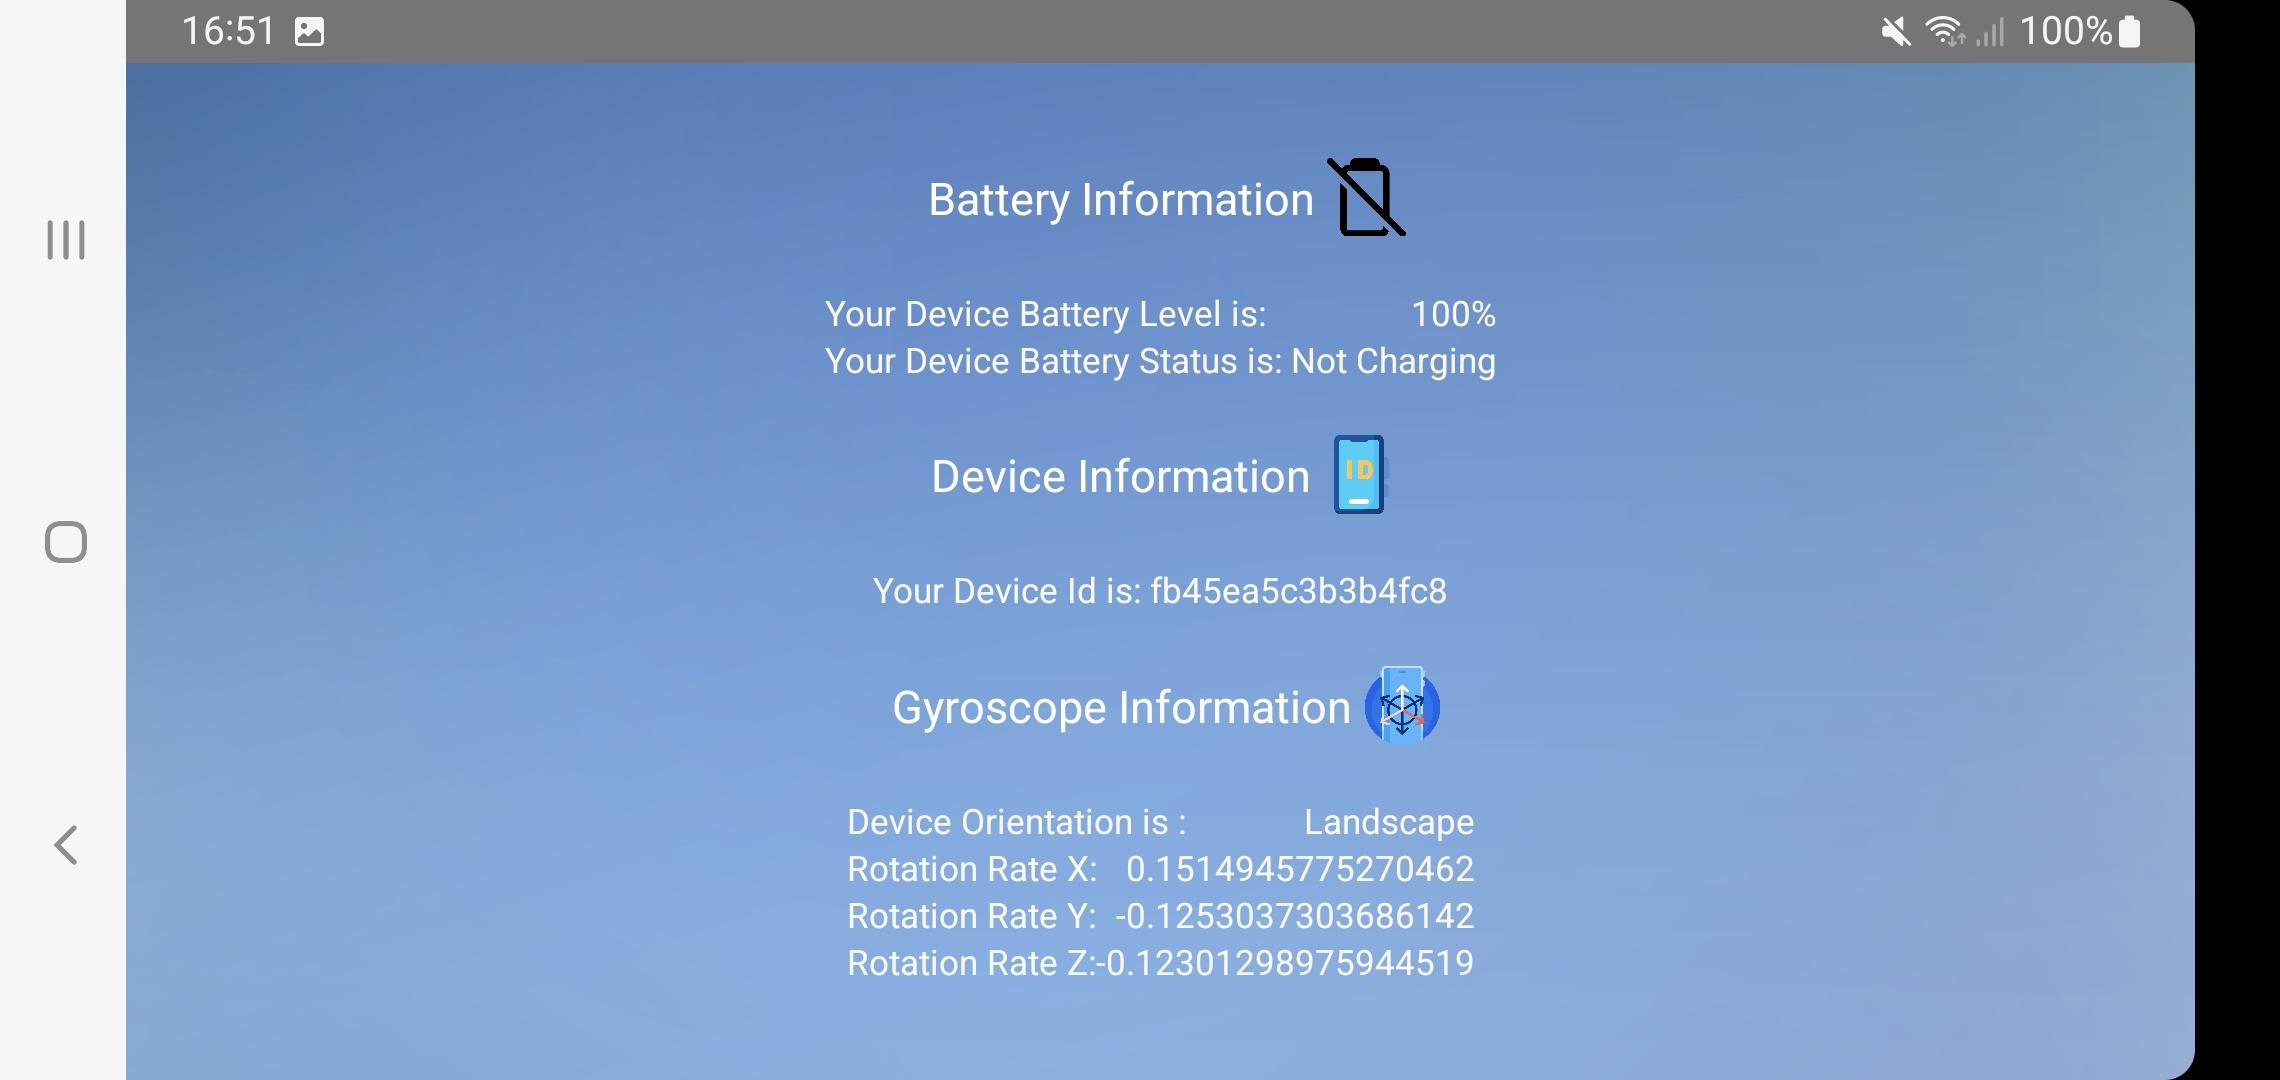 16:51 100%
Battery Information
Your Device Battery Level is: 100%
Your Device Battery Status is: Not Charging
Device Information ID
Your Device Id is: fb45ea5c3b3b4fc8
Gyroscope Information
Device Orientation is : Landscape
Rotation Rate X: 0.1514945775270462
Rotation Rate Y: -0.1253037303686142
Rotation Rate Z:-0.12301298975944519